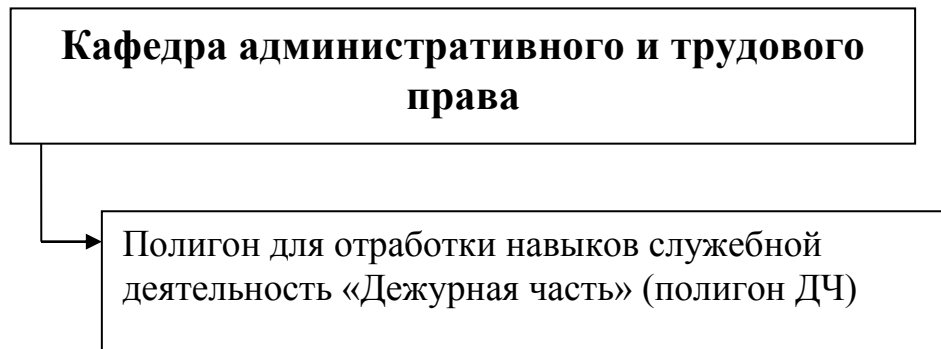 Кафедра административного и трудового
права
Полигон для отработки навыков служебной
деятельность «Дежурная часть» (полигон ДЧ)